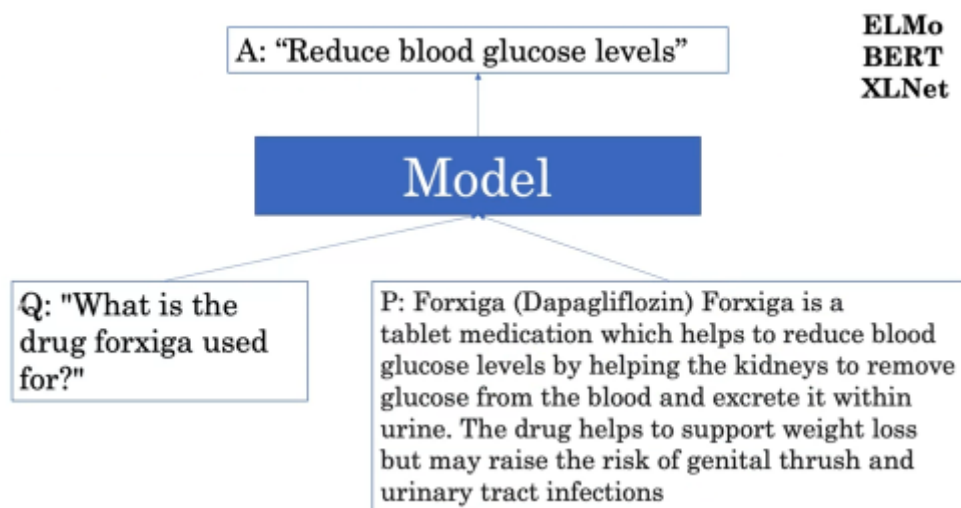 A: “Reduce blood glucose levels”
ELMo
BERT
XLNet
Model
Q: "What is the
drug forxiga used
for?"
P: Forxiga (Dapagliflozin) Forxiga is a
tablet medication which helps to reduce blood
glucose levels by helping the kidneys to remove
glucose from the blood and excrete it within
urine. The drug helps to support weight loss
but may raise the risk of genital thrush and
urinary tract infections